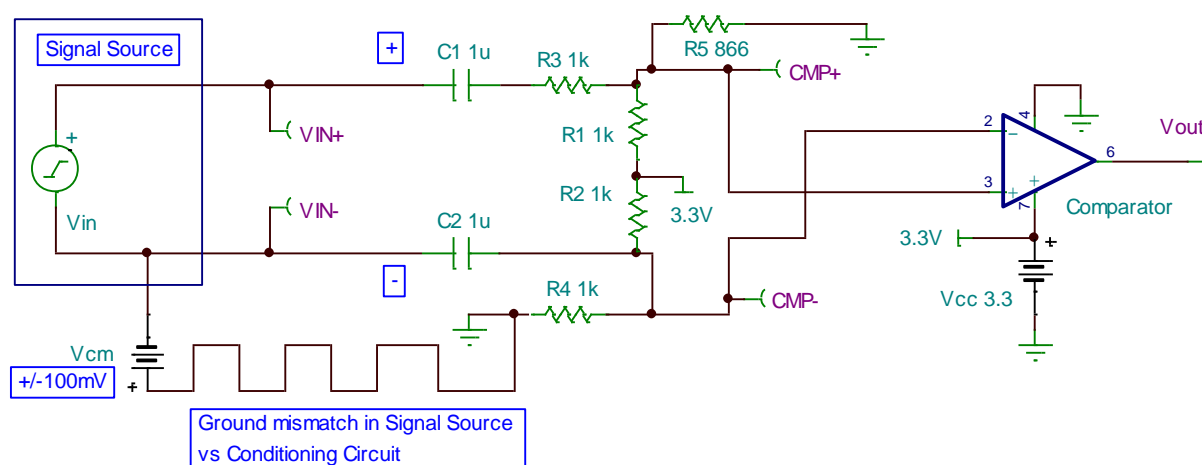 Signal Source
+
C1 1u
R3 1k
R5 866
CMP+
VIN+
R1 1k
+
Vin
VIN-
R2 1k
3.3V
C2 1u
-
R4 1k
CMP-
2
-
4
3
+
+
7
6
Vout
Comparator
3.3V
+
Vcc 3.3
Vcm
+/-100mV
+
Ground mismatch in Signal Source
vs Conditioning Circuit